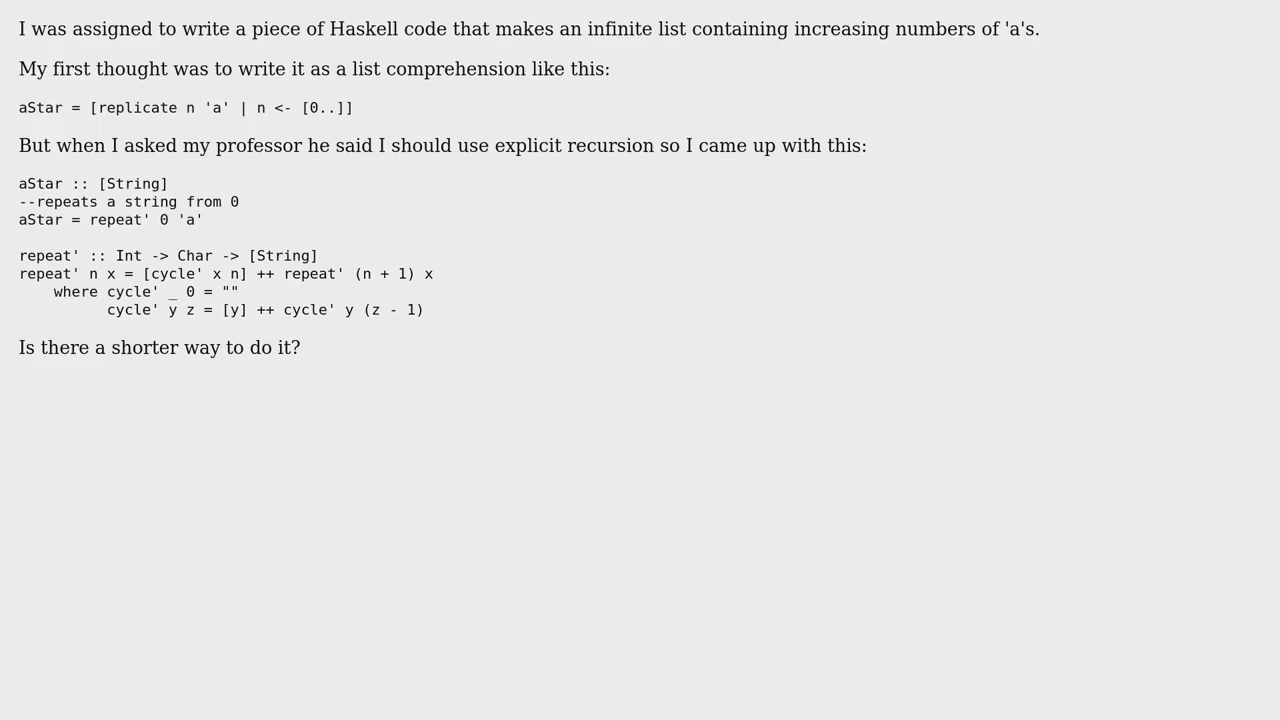 I was assigned to write a piece of Haskell code that makes an infinite list containing increasing numbers of 'a's.
My first thought was to write it as a list comprehension like this:
aStar = [replicate n 'a' | n <- [0..]]
But when I asked my professor he said I should use explicit recursion so I came up with this:
aStar :: [String]
--repeats a string from 0
aStar = repeat' 0 'a'
repeat' :: Int -> Char -> [String]
repeat' n x = [cycle' x n] ++ repeat' (n + 1) x
    where cycle' _ 0 = ""
          cycle' y z = [y] ++ cycle' y (z - 1)
Is there a shorter way to do it?